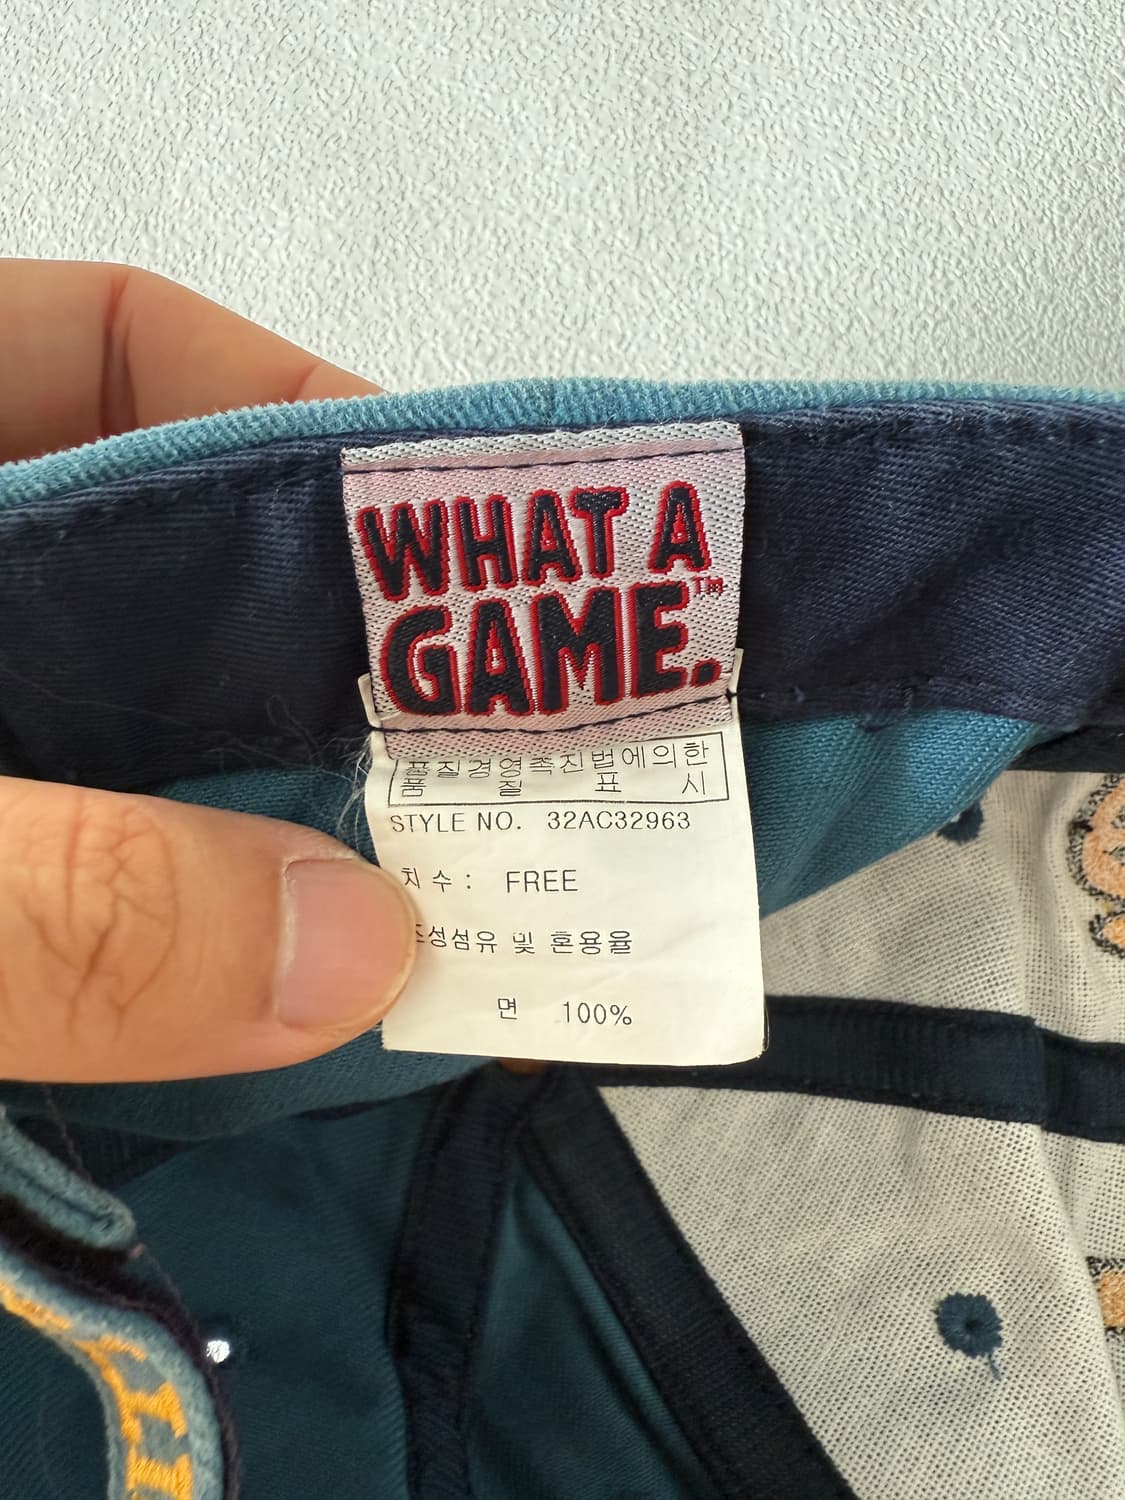 WHAT A
GAME.™
품질경영촉진법에의한
품 질 표 시
STYLE NO. 32AC32963
치수 : FREE
조성섬유 및 혼용율
면 100%